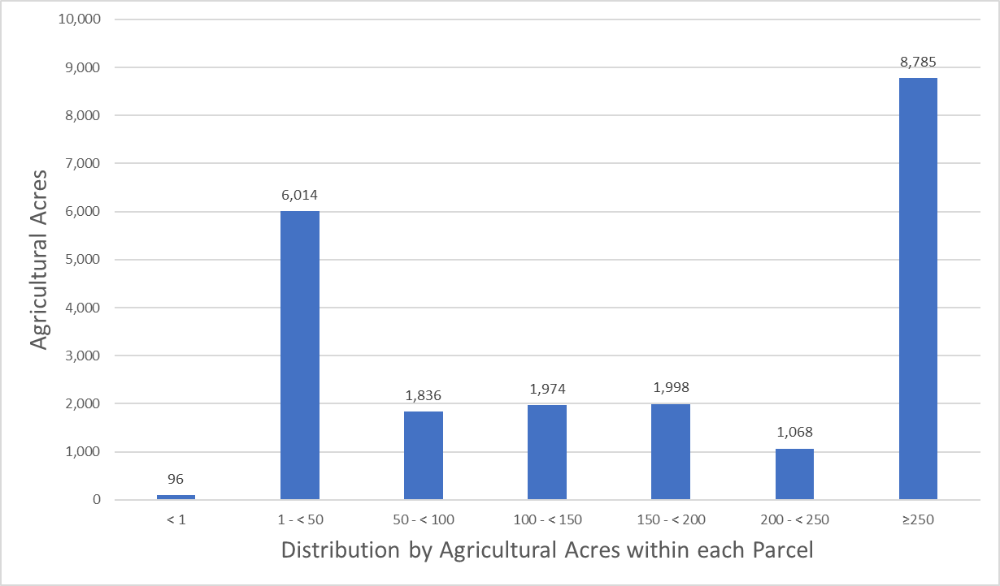 10,000
9,000
8,000
7,000
6,000
5,000
4,000
3,000
2,000
1,000
0
Agricultural Acres
96
6,014
1,836
1,974
1,998
1,068
8,785
< 1
1 - < 50
50 - < 100
100 - < 150
150 - < 200
200 - < 250
≥250
Distribution by Agricultural Acres within each Parcel